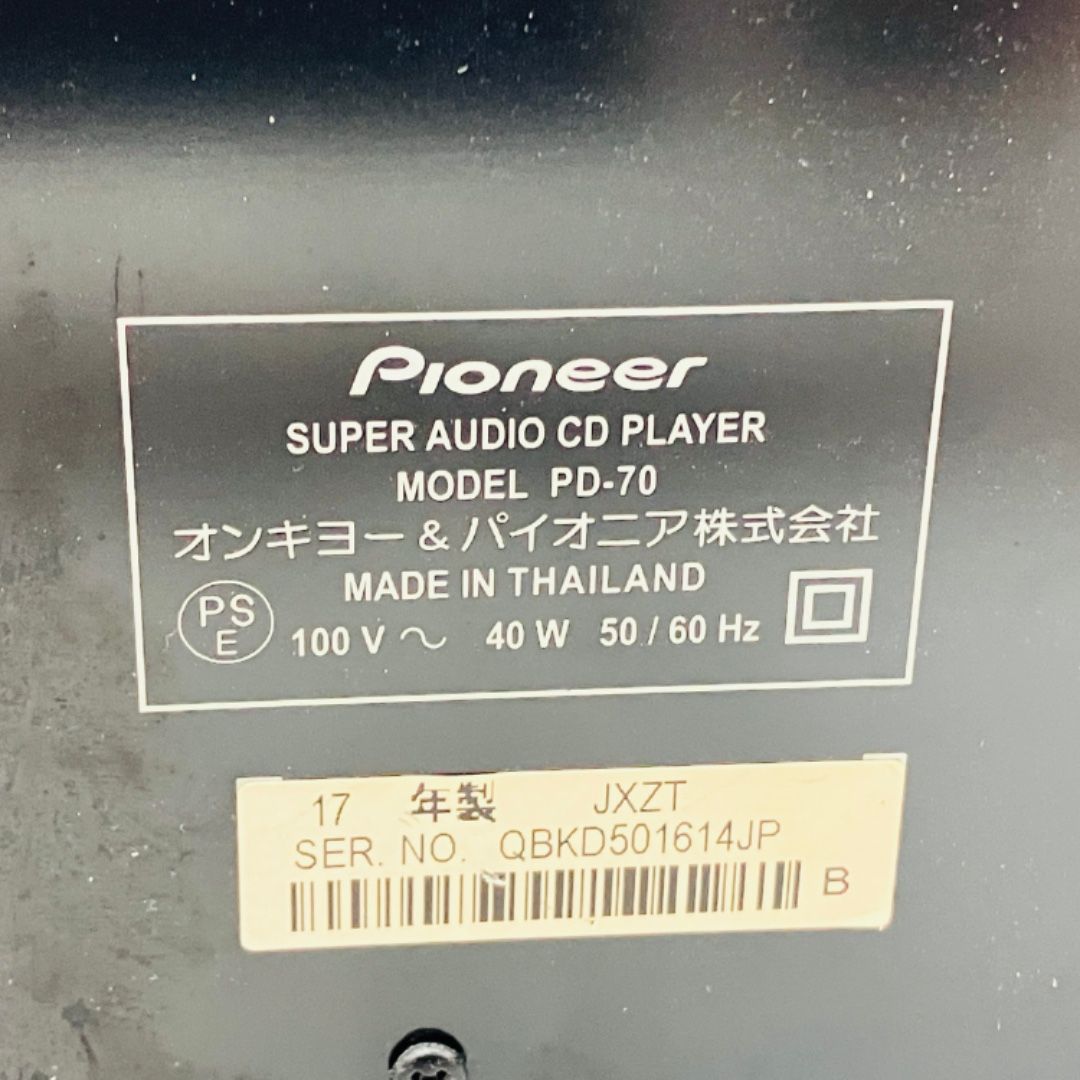 Pioneer
SUPER AUDIO CD PLAYER
MODEL PD-70
オンキヨー&パイオニア株式会社
MADE IN THAILAND
PS
E
100 V ～ 40 W 50 / 60 Hz
17 年製 JXZT
SER. NO. QBKD501614JP
B